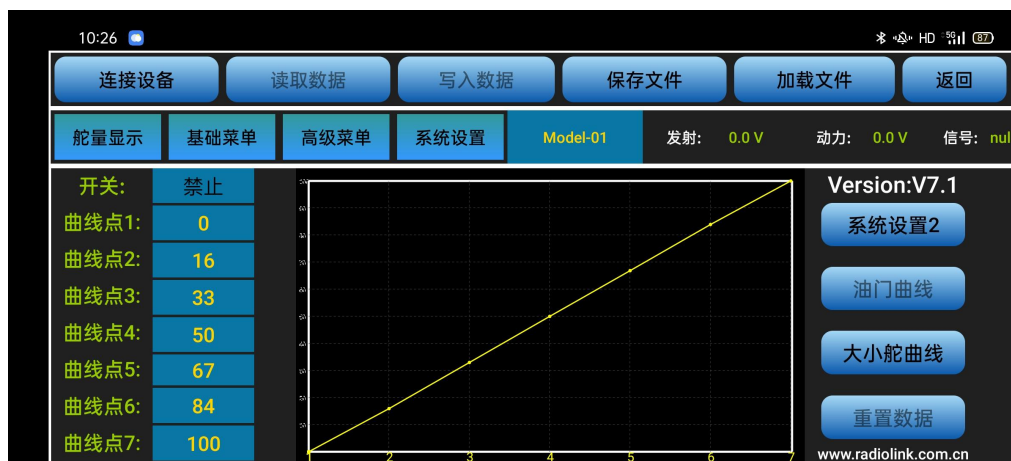 10:26 HD 5G 87
连接设备 读取数据 写入数据 保存文件 加载文件 返回
舵量显示 基础菜单 高级菜单 系统设置 Model-01 发射: 0.0 V 动力: 0.0 V 信号: nul
开关: 禁止
曲线点1: 0
曲线点2: 16
曲线点3: 33
曲线点4: 50
曲线点5: 67
曲线点6: 84
曲线点7: 100
2 3 4 5 6 7
Version:V7.1
系统设置2
油门曲线
大小舵曲线
重置数据
www.radiolink.com.cn